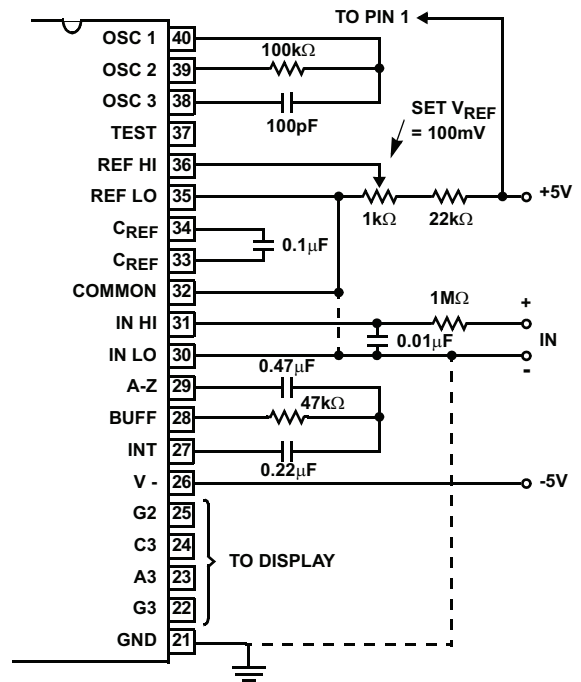 TO PIN 1
OSC 1 40
100kΩ
OSC 2 39
OSC 3 38
100pF
SET VREF
= 100mV
TEST 37
REF HI 36
REF LO 35
+5V
1kΩ 22kΩ
CREF 34
0.1µF
CREF 33
COMMON 32
1MΩ
+
IN HI 31
0.01µF IN
IN LO 30
-
0.47µF
A-Z 29
47kΩ
BUFF 28
INT 27
0.22µF
V - 26
-5V
G2 25
C3 24
TO DISPLAY
A3 23
G3 22
GND 21